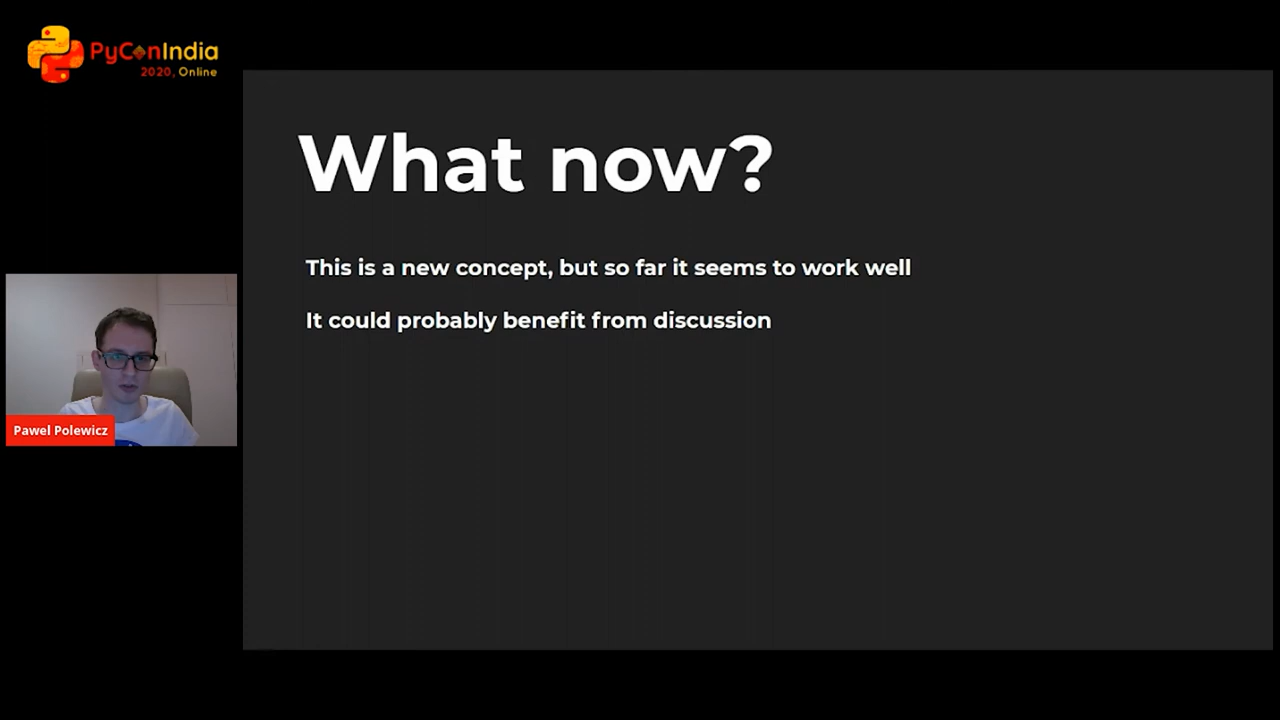 PyConIndia
2020, Online
What now?
This is a new concept, but so far it seems to work well
It could probably benefit from discussion
Pawel Polewicz